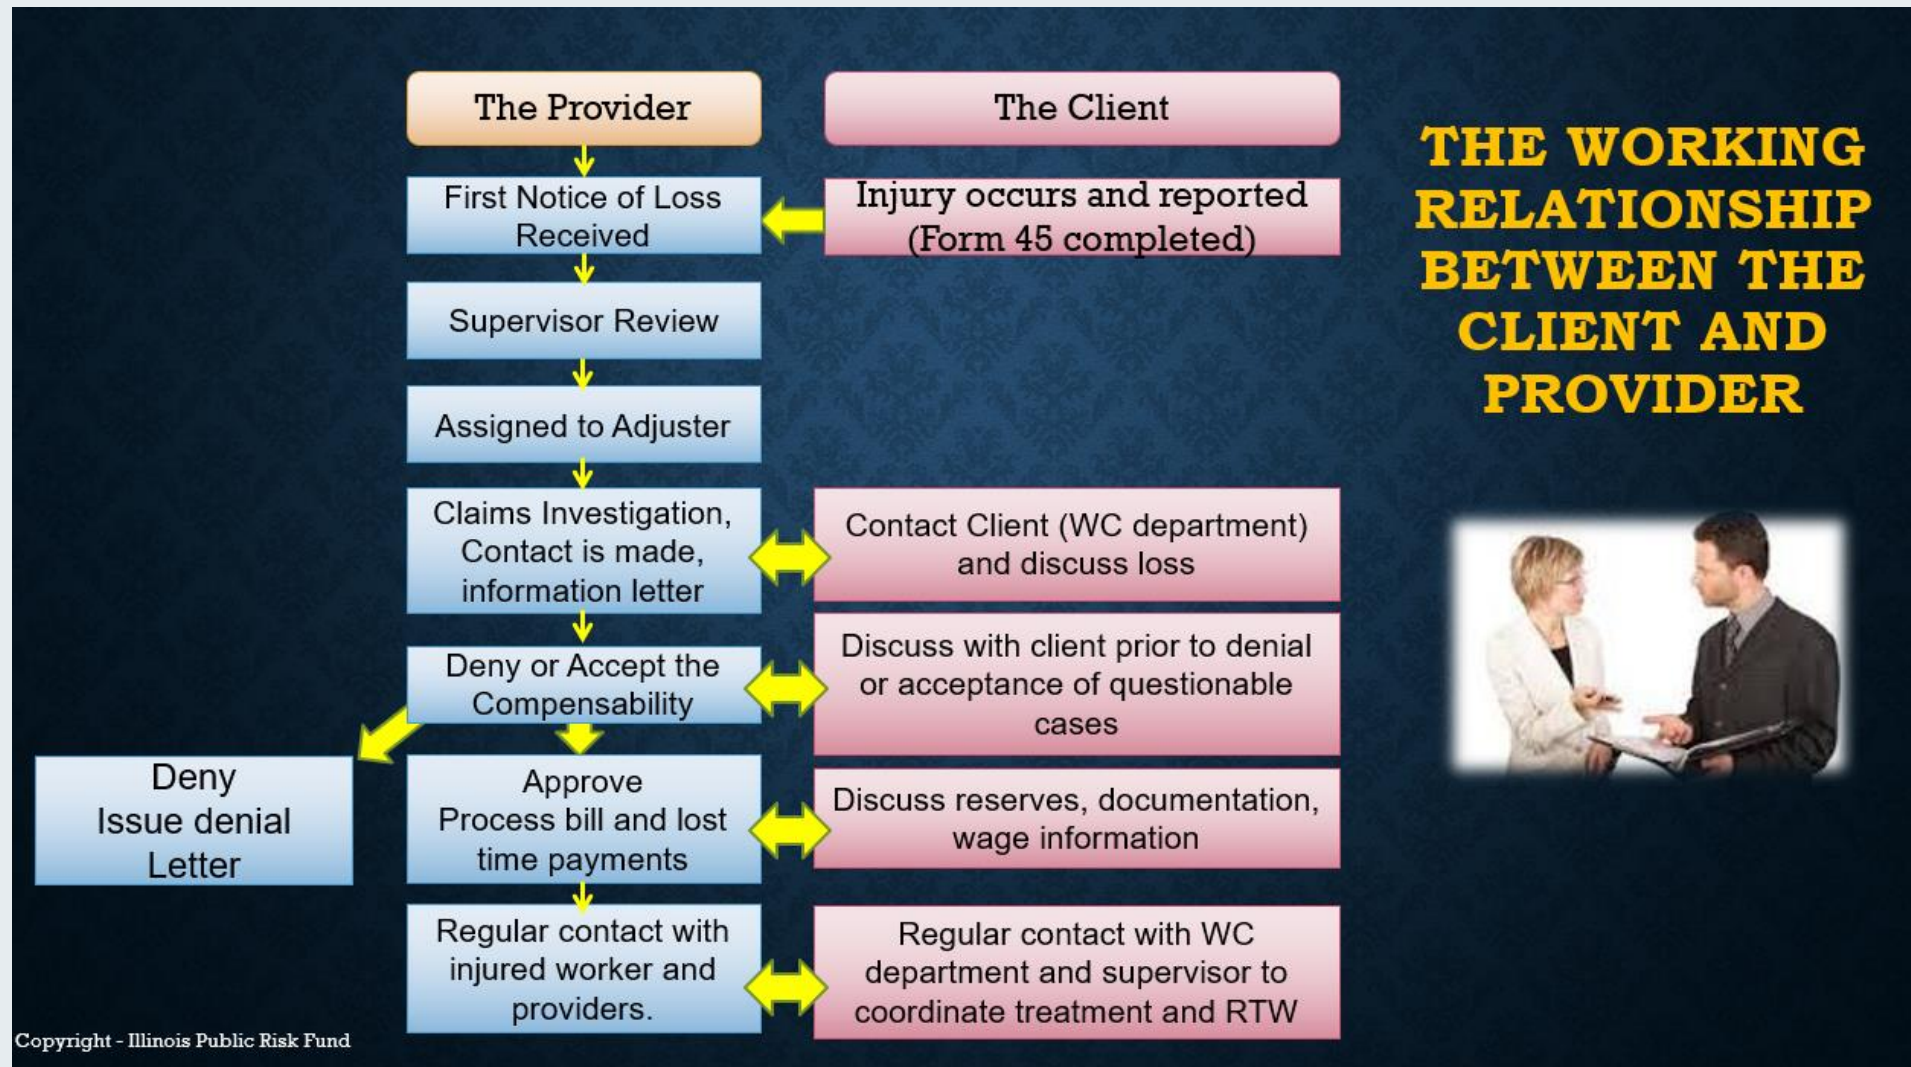 The Provider
The Client
First Notice of Loss
Received
Injury occurs and reported
(Form 45 completed)
Supervisor Review
Assigned to Adjuster
Claims Investigation,
Contact is made,
information letter
Contact Client (WC department)
and discuss loss
Deny or Accept the
Compensability
Discuss with client prior to denial
or acceptance of questionable
cases
Deny
Issue denial
Letter
Approve
Process bill and lost
time payments
Discuss reserves, documentation,
wage information
Regular contact with
injured worker and
providers.
Regular contact with WC
department and supervisor to
coordinate treatment and RTW
THE WORKING
RELATIONSHIP
BETWEEN THE
CLIENT AND
PROVIDER
Copyright - Illinois Public Risk Fund